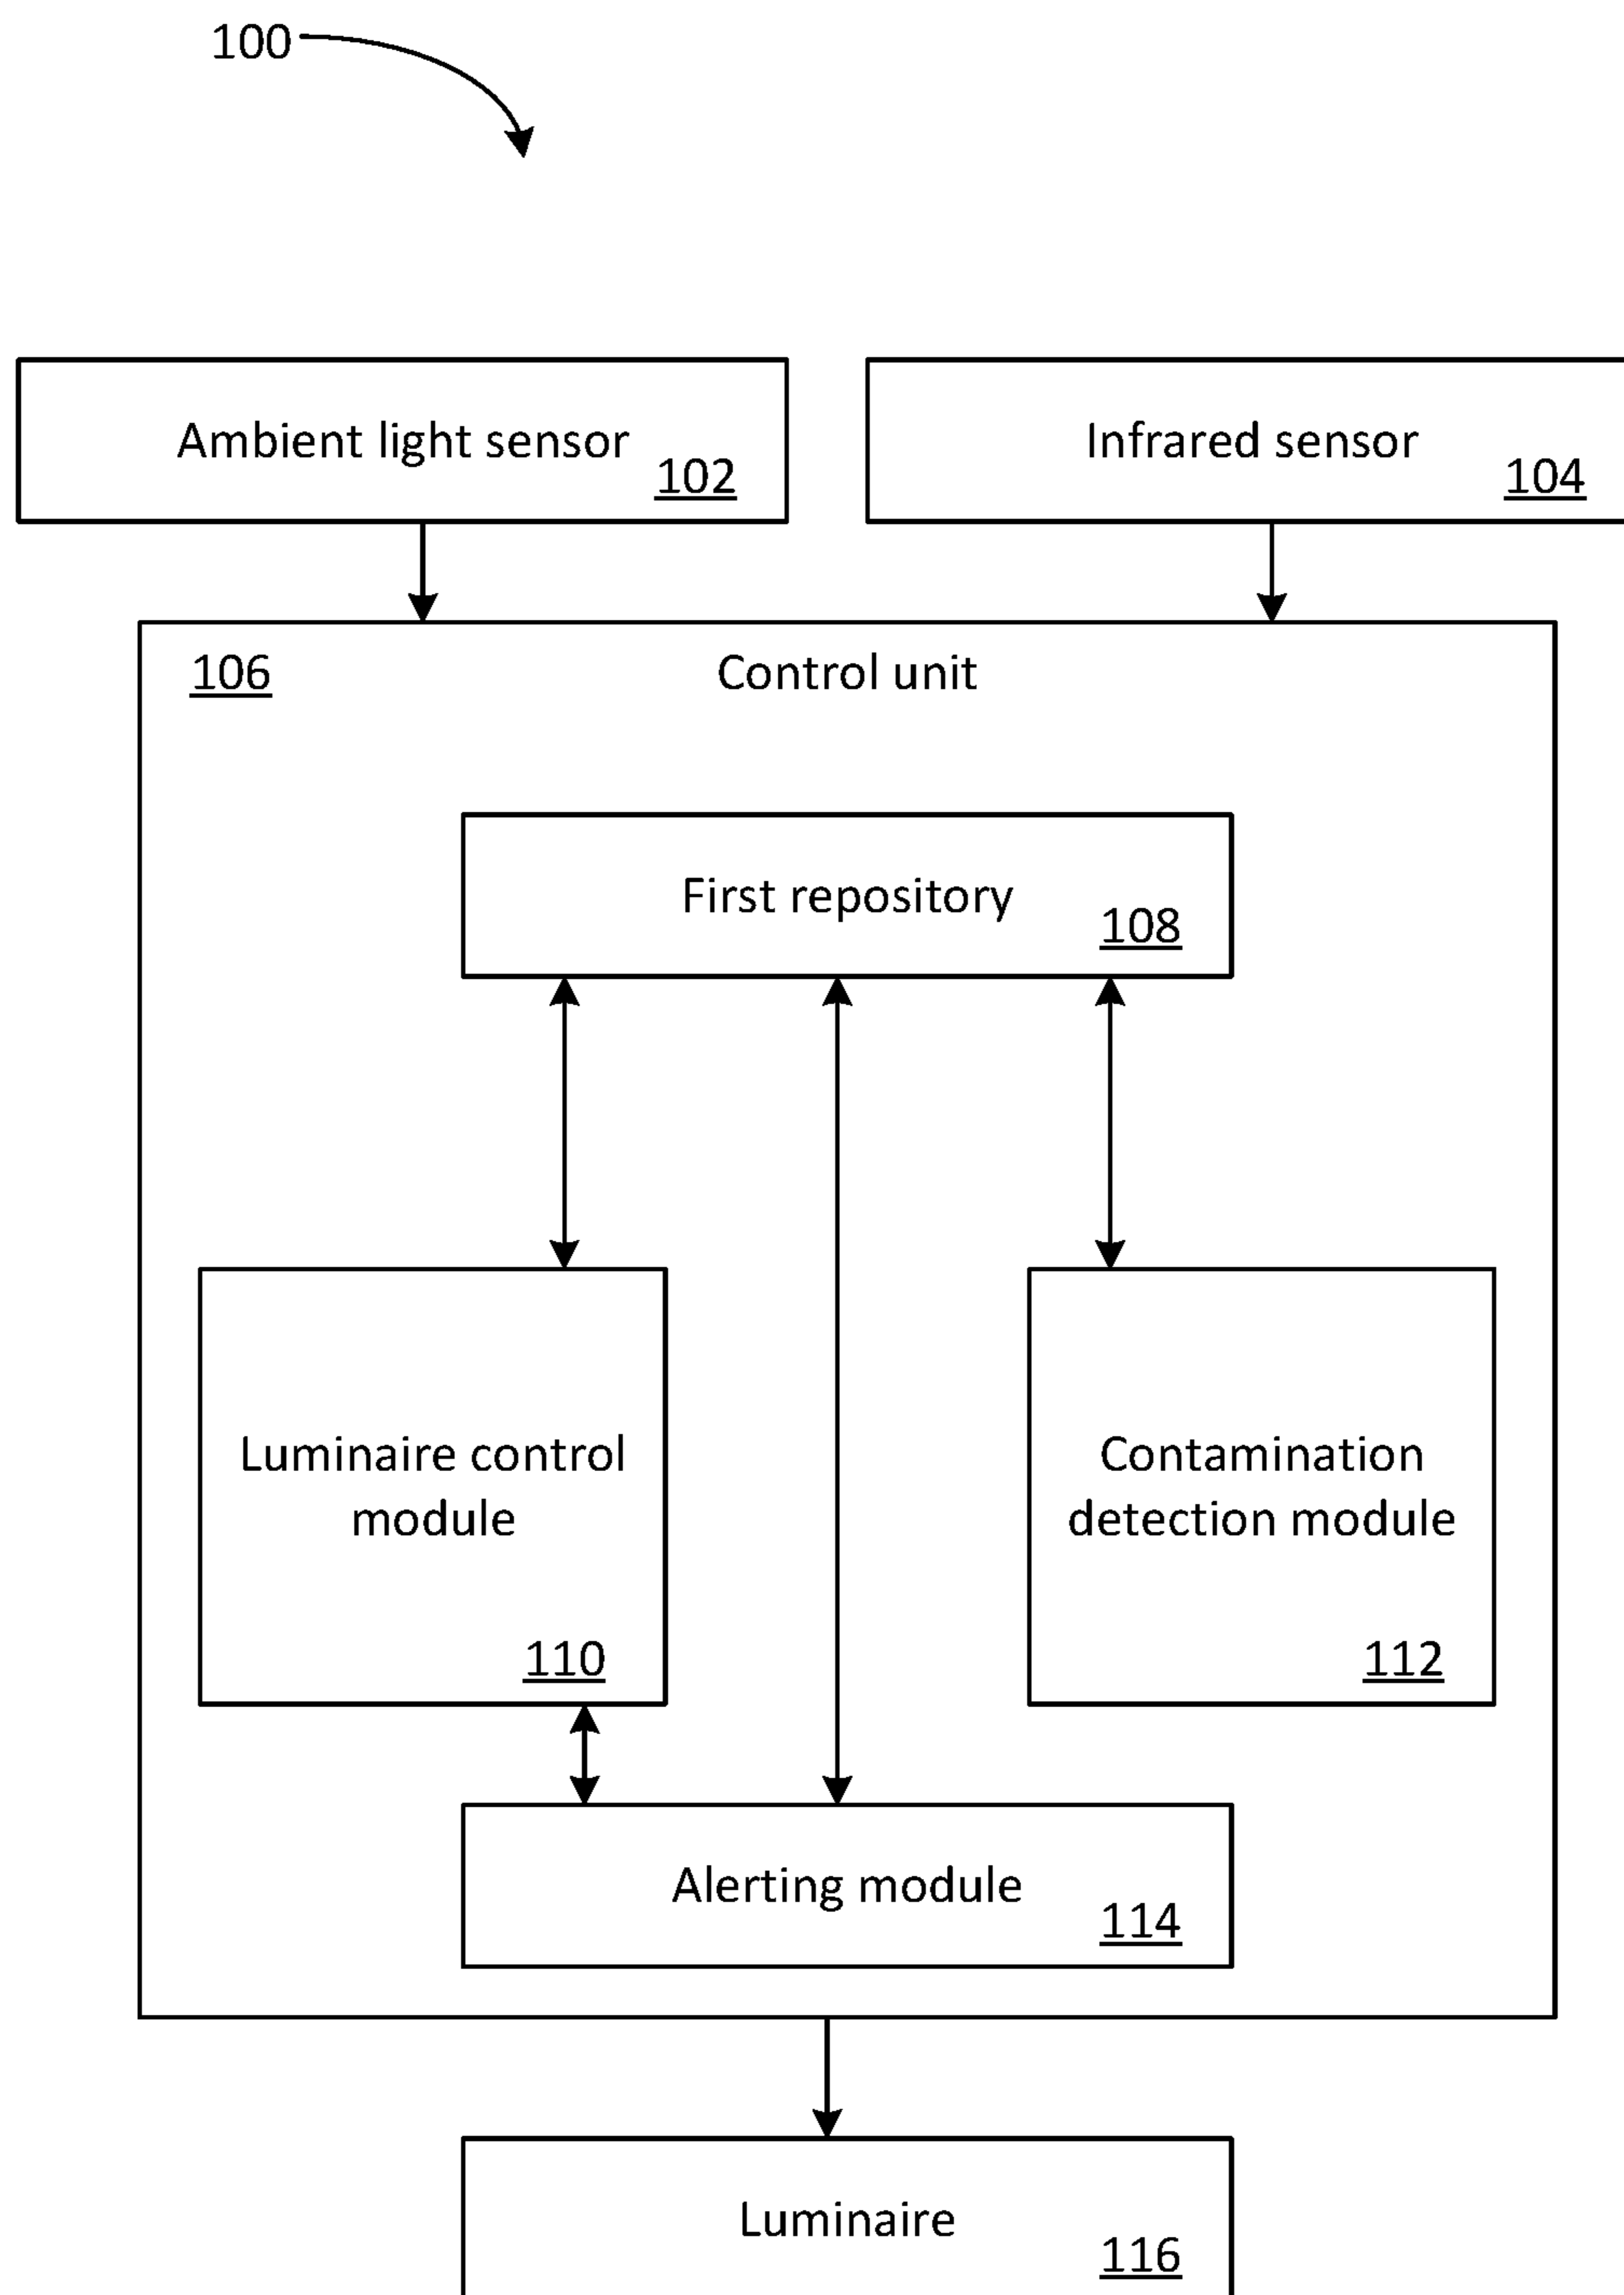 100
Ambient light sensor
102
Infrared sensor
104
106
Control unit
First repository
108
Luminaire control
module
110
Contamination
detection module
112
Alerting module
114
Luminaire
116